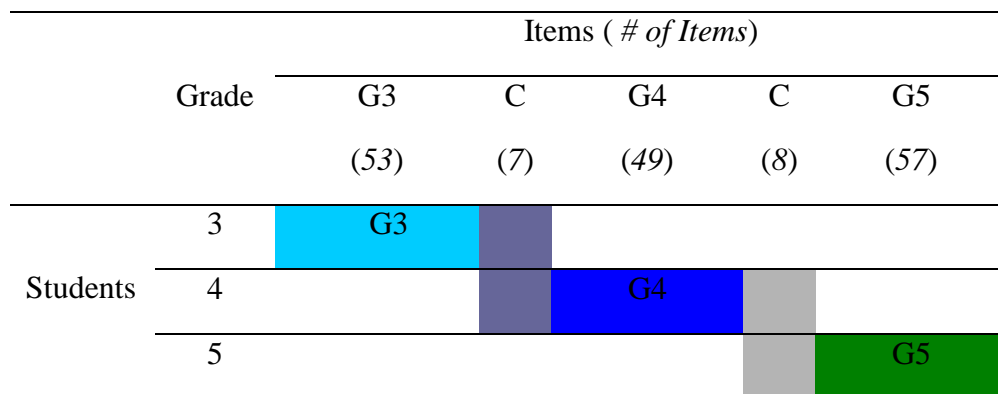 Items ( # of Items)
Grade G3 C G4 C G5
(53) (7) (49) (8) (57)
3 G3
Students 4 G4
5 G5